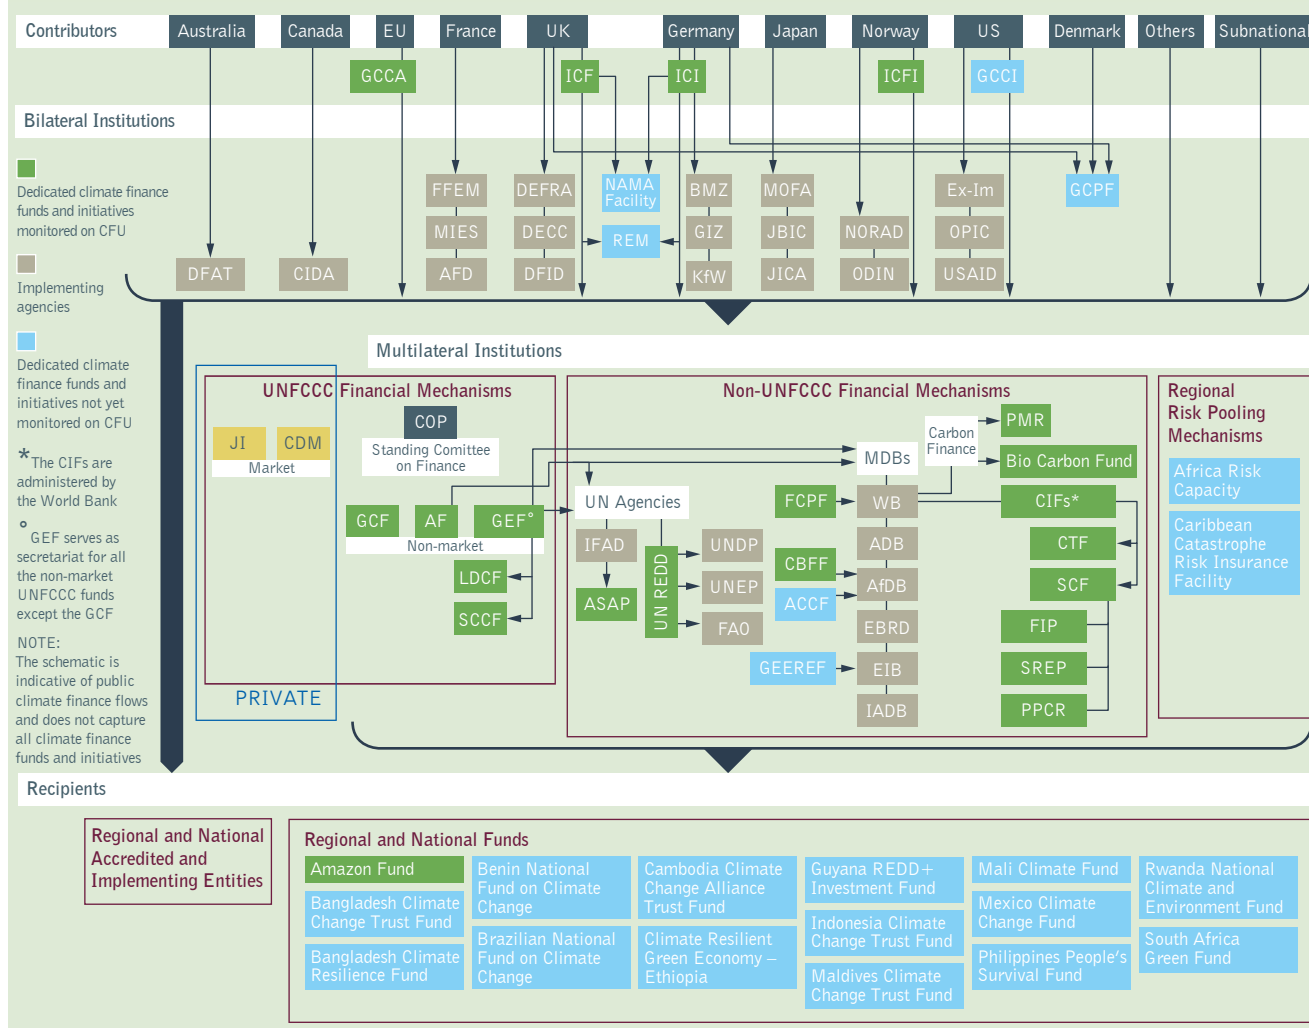 Contributors
Australia
Canada
EU
France
UK
Germany
Japan
Norway
US
Denmark
Others
Subnational
GCCA
ICF
ICI
ICFI
GCCI
Bilateral Institutions
Dedicated climate finance
funds and initiatives
monitored on CFU
Implementing
agencies
Dedicated climate
finance funds and
initiatives not yet
monitored on CFU
*The CIFs are
administered by
the World Bank
° GEF serves as
secretariat for all
the non-market
UNFCCC funds
except the GCF
NOTE:
The schematic is
indicative of public
climate finance flows
and does not capture
all climate finance
funds and initiatives
DFAT
CIDA
FFEM
MIES
AFD
DEFRA
DECC
DFID
NAMA
Facility
REM
BMZ
GIZ
KfW
MOFA
JBIC
JICA
NORAD
ODIN
Ex-Im
OPIC
USAID
GCPF
Multilateral Institutions
UNFCCC Financial Mechanisms
COP
Standing Comittee
on Finance
JI
CDM
Market
GCF
AF
GEF°
Non-market
LDCF
SCCF
PRIVATE
Non-UNFCCC Financial Mechanisms
UN Agencies
IFAD
ASAP
UN REDD
UNDP
UNEP
FAO
MDBs
WB
ADB
AfDB
EBRD
EIB
IADB
FCPF
CBFF
ACCF
GEEREF
Carbon
Finance
PMR
Bio Carbon Fund
CIFs*
CTF
SCF
FIP
SREP
PPCR
Regional
Risk Pooling
Mechanisms
Africa Risk
Capacity
Caribbean
Catastrophe
Risk Insurance
Facility
Recipients
Regional and National
Accredited and
Implementing Entities
Regional and National Funds
Amazon Fund
Bangladesh Climate
Change Trust Fund
Bangladesh Climate
Resilience Fund
Benin National
Fund on Climate
Change
Brazilian National
Fund on Climate
Change
Cambodia Climate
Change Alliance
Trust Fund
Climate Resilient
Green Economy –
Ethiopia
Guyana REDD+
Investment Fund
Indonesia Climate
Change Trust Fund
Maldives Climate
Change Trust Fund
Mali Climate Fund
Mexico Climate
Change Fund
Philippines People's
Survival Fund
Rwanda National
Climate and
Environment Fund
South Africa
Green Fund